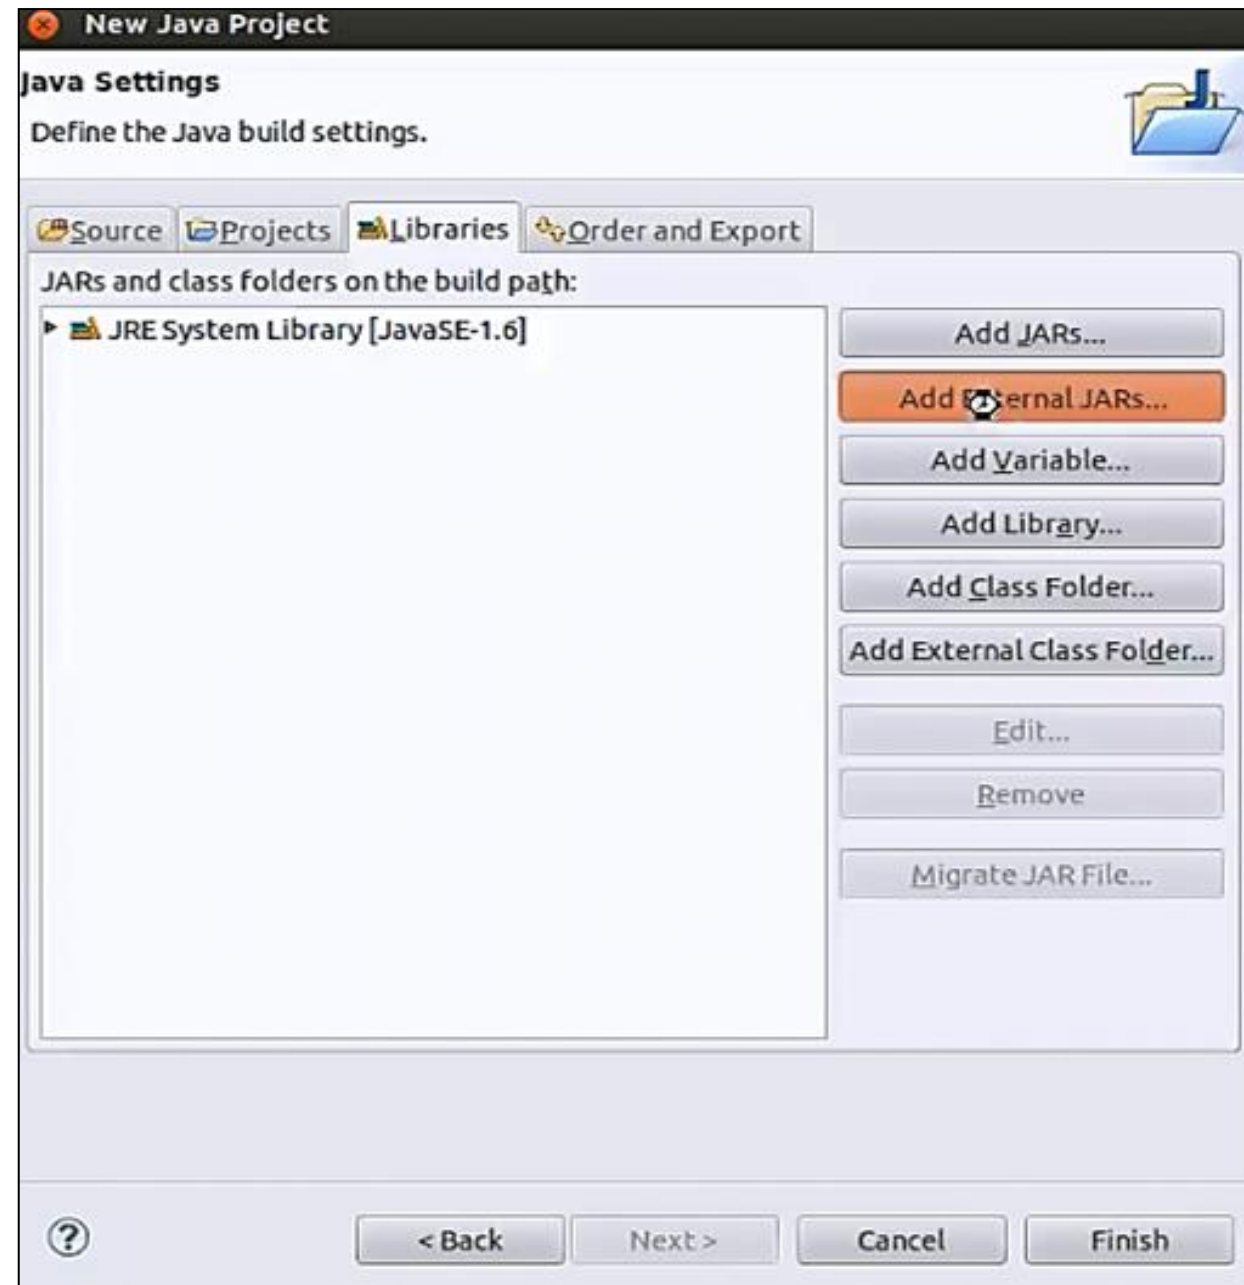 New Java Project
Java Settings
Define the Java build settings.
Source Projects Libraries Order and Export
JARs and class folders on the build path:
JRE System Library [JavaSE-1.6]
Add JARs...
Add External JARs...
Add Variable...
Add Library...
Add Class Folder...
Add External Class Folder...
Edit...
Remove
Migrate JAR File...
? < Back Next > Cancel Finish